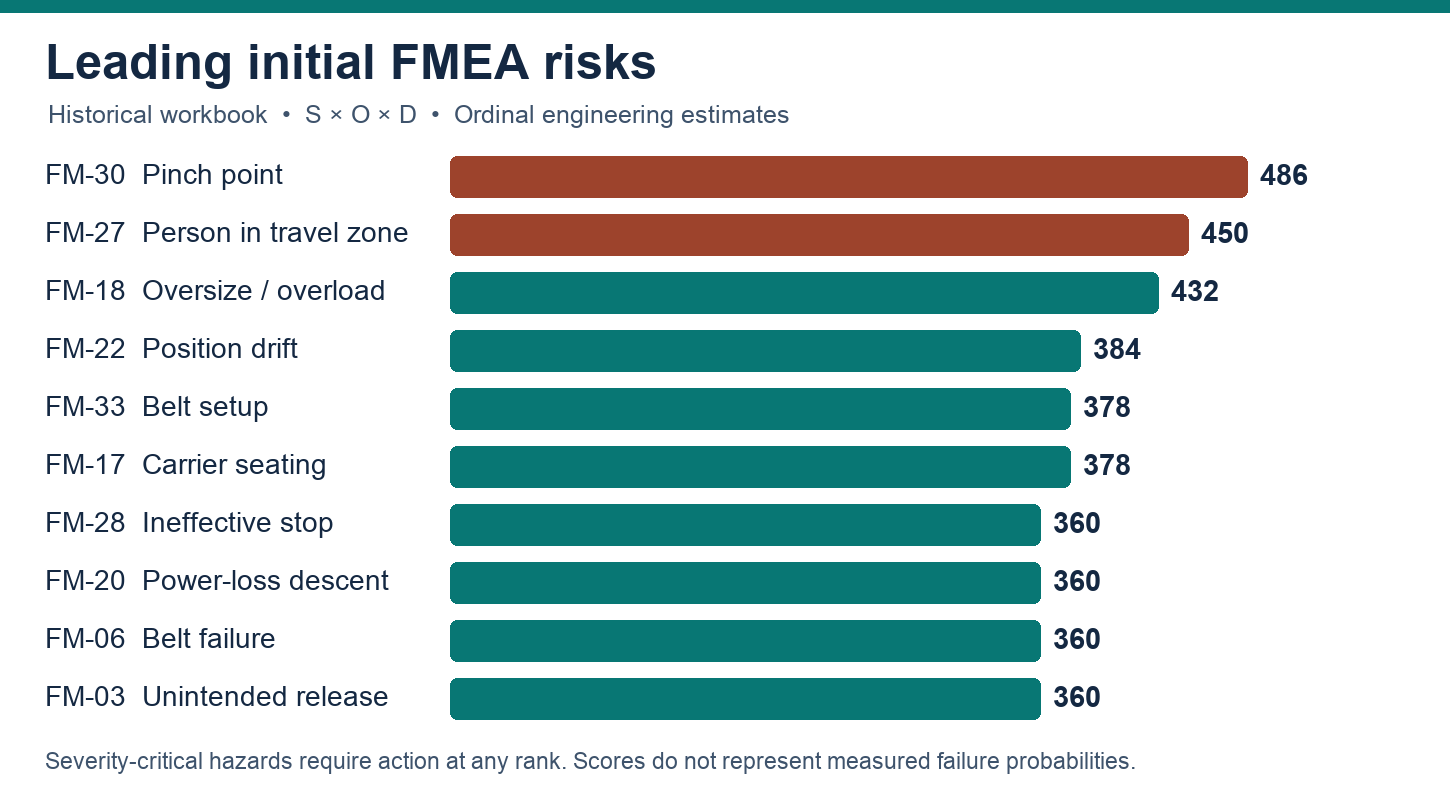 Leading initial FMEA risks
Historical workbook • S × O × D • Ordinal engineering estimates
FM-30 Pinch point 486
FM-27 Person in travel zone 450
FM-18 Oversize / overload 432
FM-22 Position drift 384
FM-33 Belt setup 378
FM-17 Carrier seating 378
FM-28 Ineffective stop 360
FM-20 Power-loss descent 360
FM-06 Belt failure 360
FM-03 Unintended release 360
Severity-critical hazards require action at any rank. Scores do not represent measured failure probabilities.